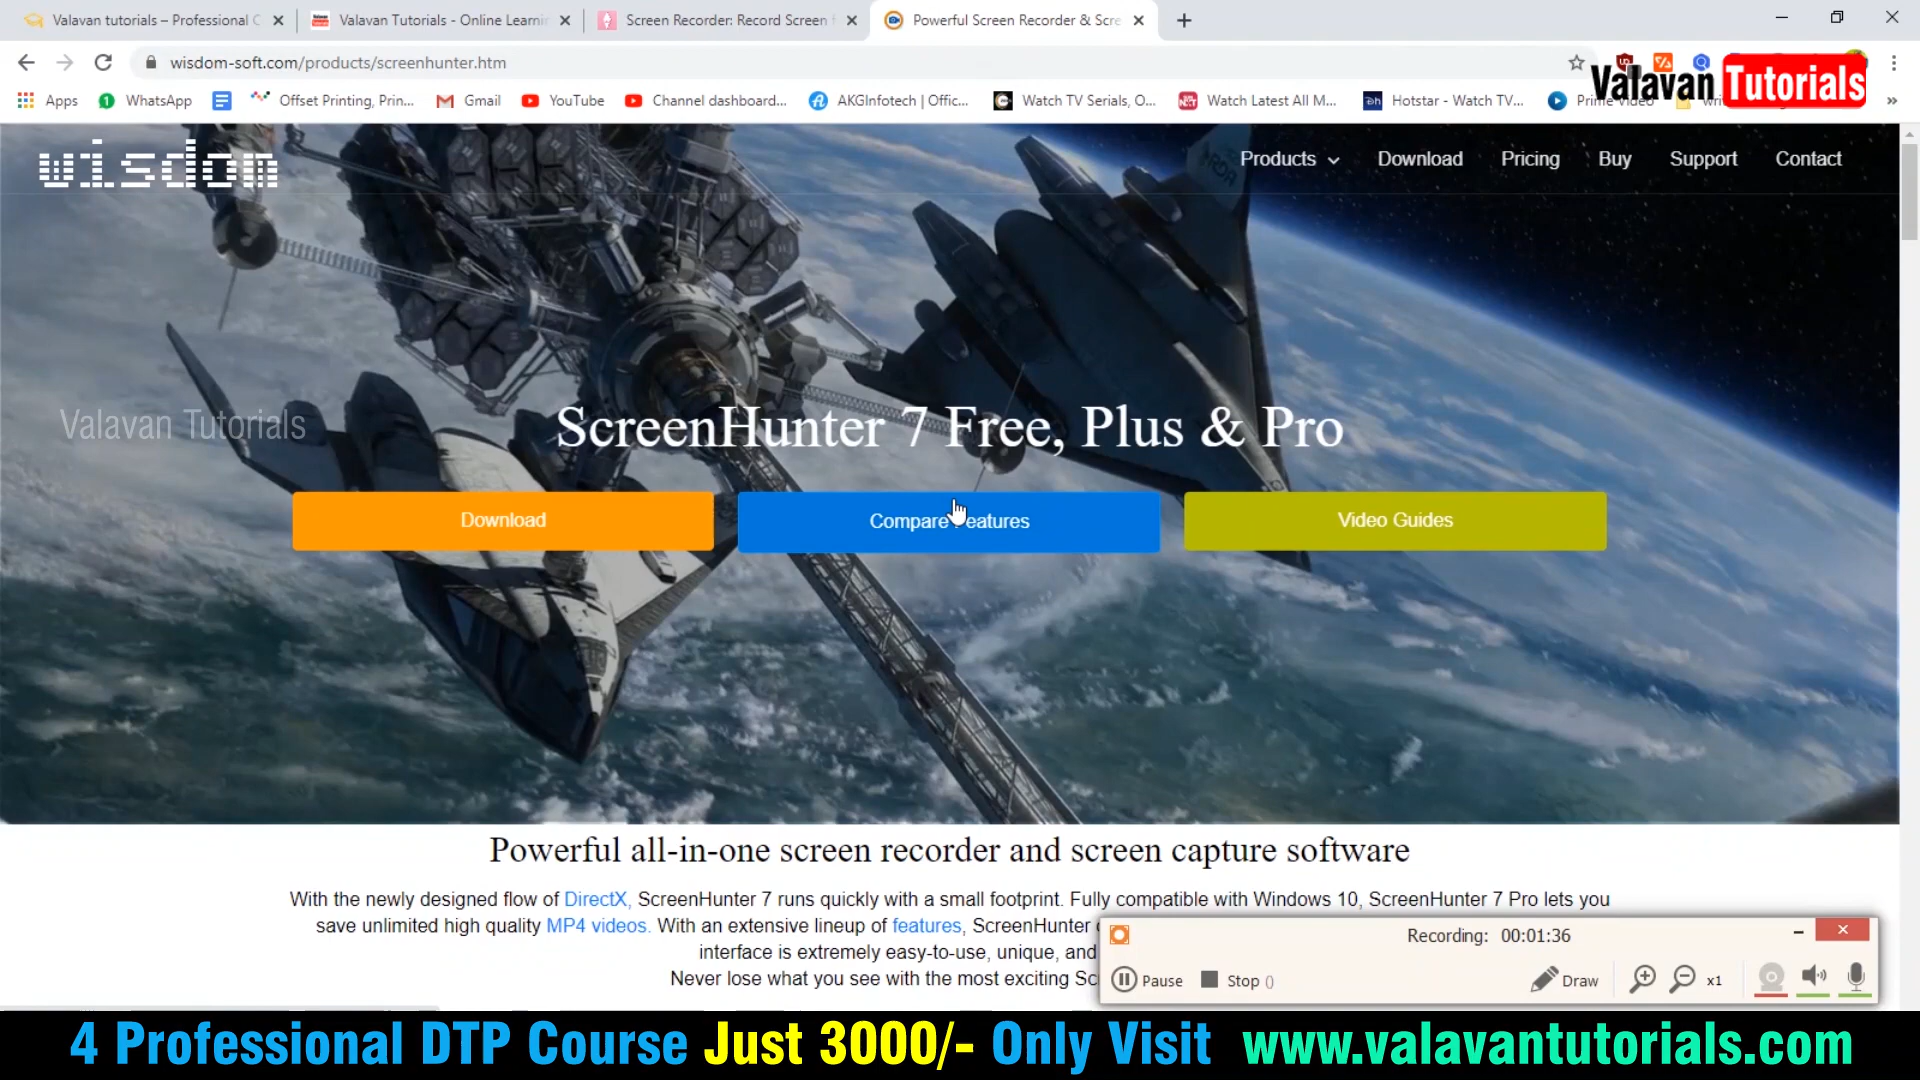 Valavan tutorials – Professional C
Valavan Tutorials - Online Learnin
Screen Recorder: Record Screen f
Powerful Screen Recorder & Scre
wisdom-soft.com/products/screenhunter.htm
Valavan Tutorials
Apps
WhatsApp
Offset Printing, Prin...
Gmail
YouTube
Channel dashboard...
AKGInfotech | Offic...
Watch TV Serials, O...
Watch Latest All M...
Hotstar - Watch TV...
Prime Video
wisdom
Products
Download
Pricing
Buy
Support
Contact
Valavan Tutorials
ScreenHunter 7 Free, Plus & Pro
Download
Compare Features
Video Guides
Powerful all-in-one screen recorder and screen capture software
With the newly designed flow of DirectX, ScreenHunter 7 runs quickly with a small footprint. Fully compatible with Windows 10, ScreenHunter 7 Pro lets you
save unlimited high quality MP4 videos. With an extensive lineup of features, ScreenHunter
interface is extremely easy-to-use, unique, and
Never lose what you see with the most exciting Sc
Recording: 00:01:36
Pause
Stop ()
Draw
x1
4 Professional DTP Course Just 3000/- Only Visit www.valavantutorials.com